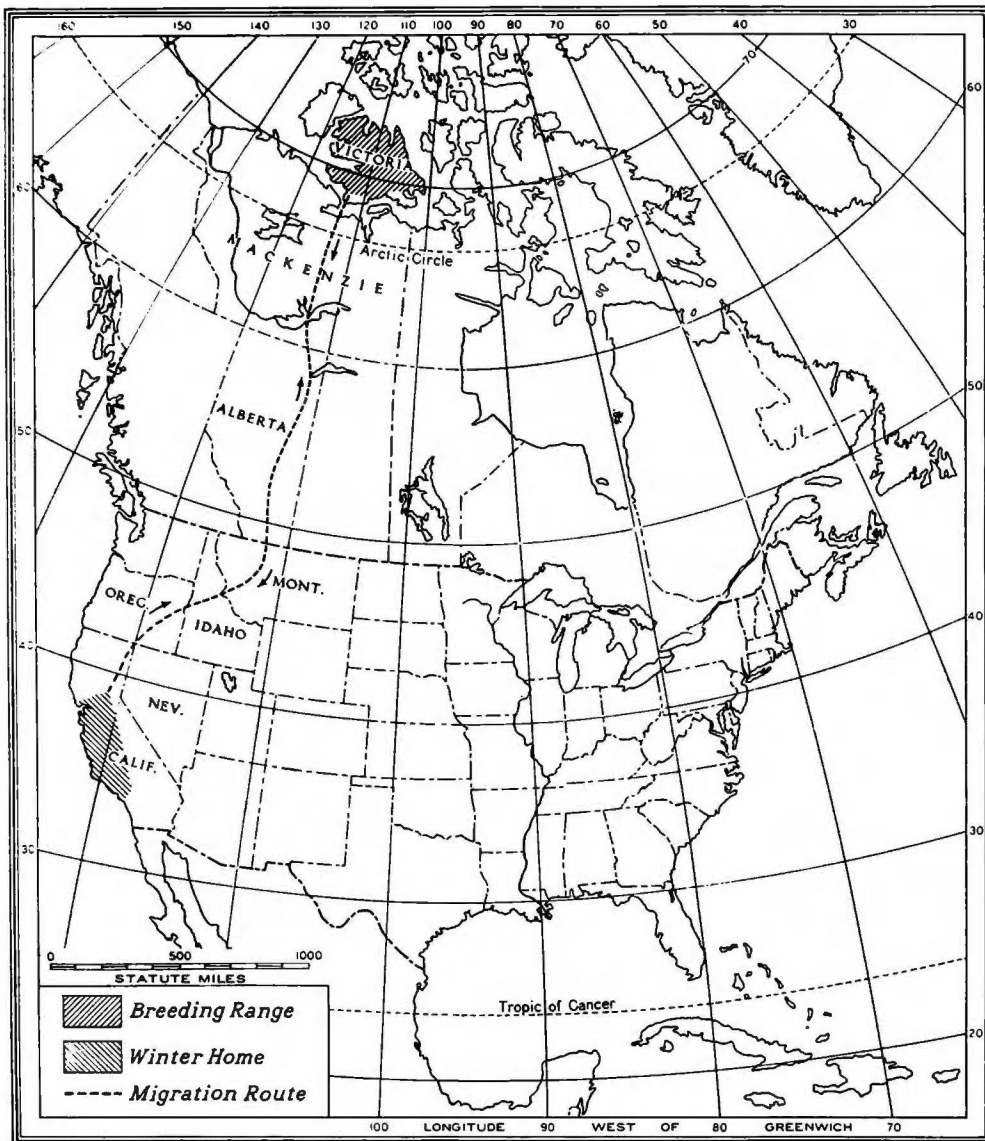 160 150 140 130 120 110 100 90 80 70 60 50 40 30
70
60 60
60
VICTORIA
MACKENZIE
Arctic Circle
50
ALBERTA
50
MONT.
OREG.
IDAHO
40
40
NEV.
CALIF.
30
30
0 500 1000
STATUTE MILES
Tropic of Cancer
20
Breeding Range
Winter Home
Migration Route
100 LONGITUDE 90 WEST OF 80 GREENWICH 70